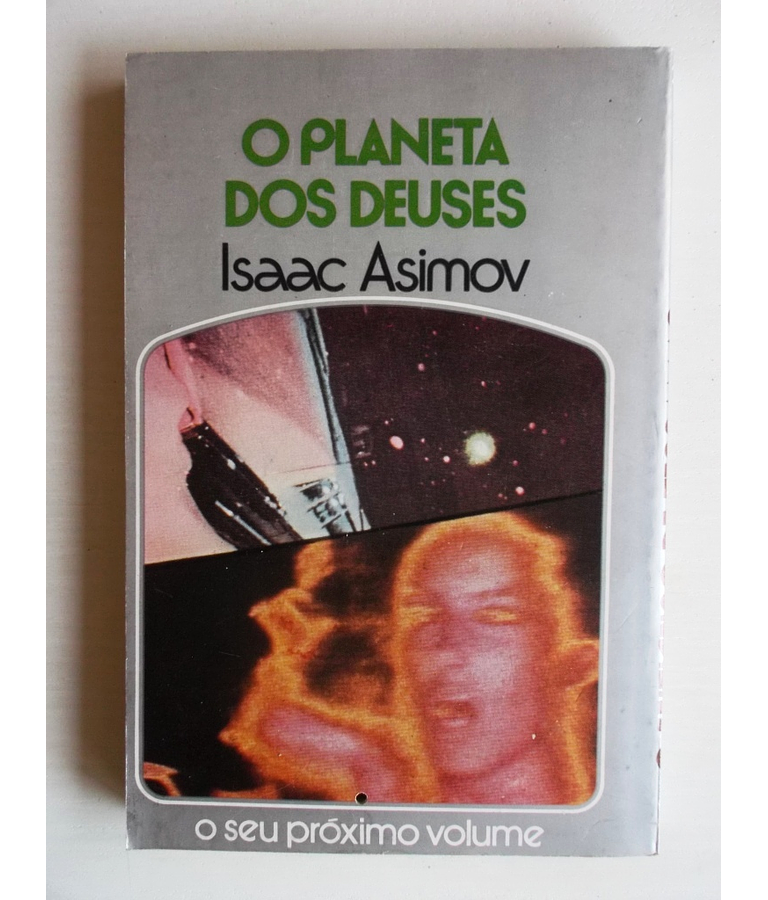 O PLANETA
DOS DEUSES
Isaac Asimov
o seu próximo volume